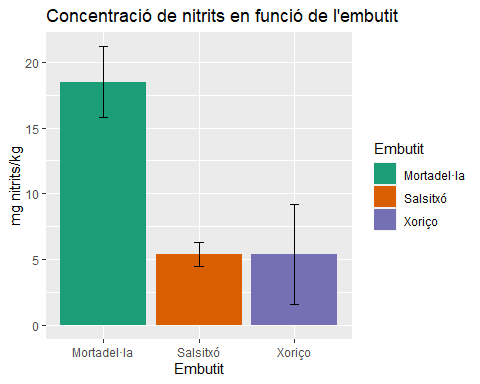 Concentració de nitrits en funció de l'embutit
mg nitrits/kg
20
15
10
5
0
Mortadel·la
Salsitxó
Xoriço
Embutit
Embutit
Mortadel·la
Salsitxó
Xoriço